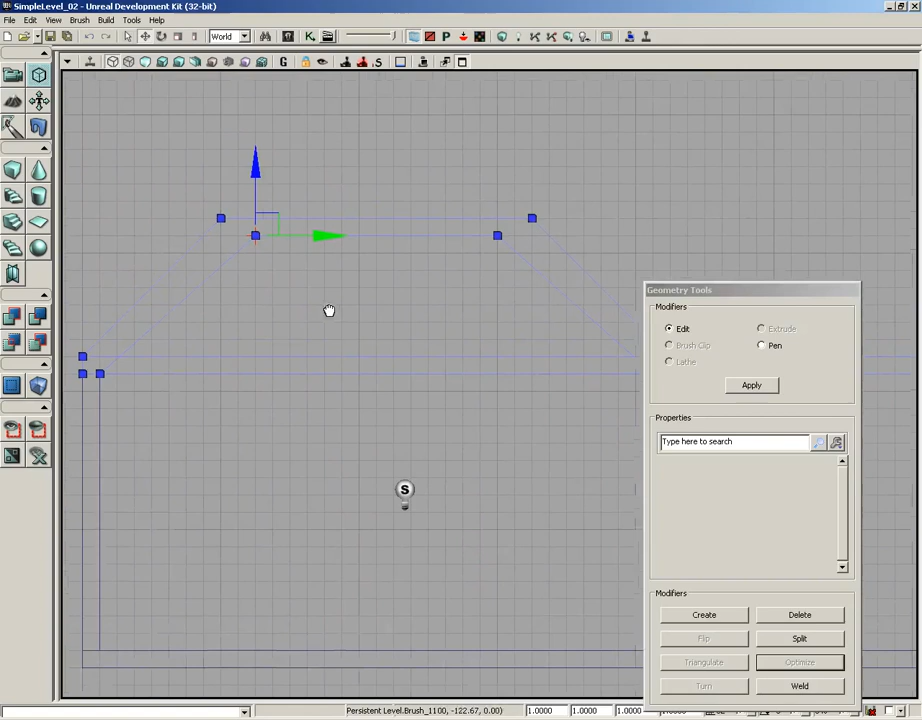 SimpleLevel_02 - Unreal Development Kit (32-bit)
File Edit View Brush Build Tools Help
World
G
S
Geometry Tools
Modifiers
Edit Extrude
Brush Clip Pen
Lathe
Apply
Properties
Type here to search
S
Modifiers
Create Delete
Flip Split
Triangulate Optimize
Turn Weld
Persistent Level.Brush_1100, -122.67, 0.00) 1.0000 1.0000 1.0000